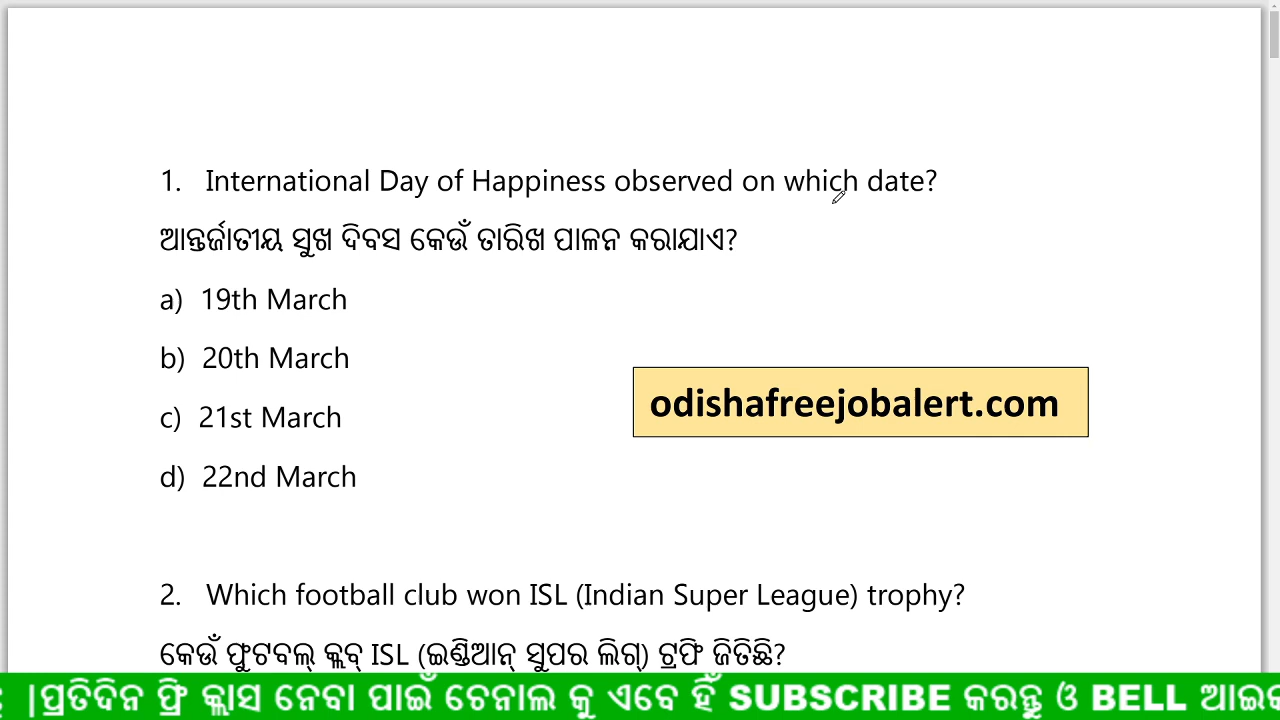 1. International Day of Happiness observed on which date?
ଆନ୍ତର୍ଜାତୀୟ ସୁଖ ଦିବସ କେଉଁ ତାରିଖ ପାଳନ କରାଯାଏ?
a) 19th March
b) 20th March
c) 21st March
d) 22nd March
odishafreejobalert.com
2. Which football club won ISL (Indian Super League) trophy?
କେଉଁ ଫୁଟବଲ୍ କ୍ଲବ୍ ISL (ଇଣ୍ଡିଆନ୍ ସୁପର ଲିଗ୍) ଟ୍ରଫି ଜିତିଛି?
।ପ୍ରତିଦିନ ଫ୍ରି କ୍ଲାସ ନେବା ପାଇଁ ଚେନାଲ କୁ ଏବେ ହିଁ SUBSCRIBE କରନ୍ତୁ ଓ BELL